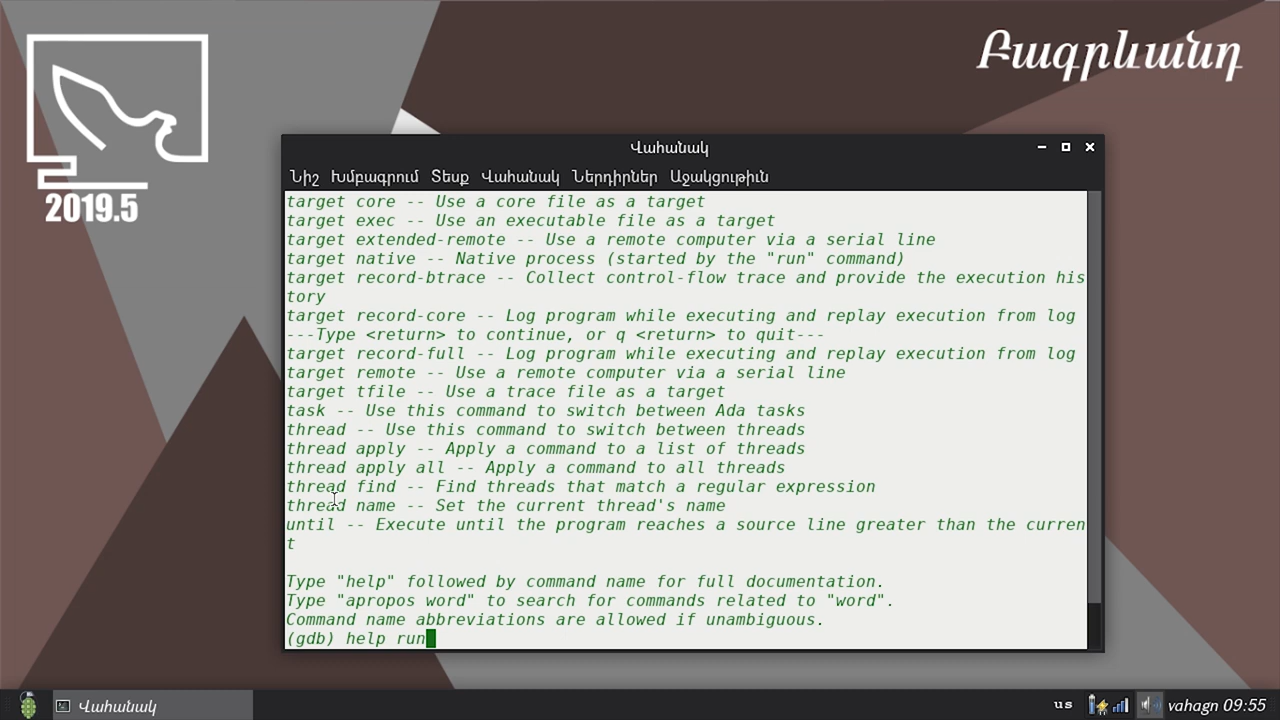 Բագրևանդ
2019.5
Վահանակ
Նիշ Խմբագրում Տեսք Վահանակ Ներդիրներ Աջակցութիւն
target core -- Use a core file as a target
target exec -- Use an executable file as a target
target extended-remote -- Use a remote computer via a serial line
target native -- Native process (started by the "run" command)
target record-btrace -- Collect control-flow trace and provide the execution his
tory
target record-core -- Log program while executing and replay execution from log
---Type <return> to continue, or q <return> to quit---
target record-full -- Log program while executing and replay execution from log
target remote -- Use a remote computer via a serial line
target tfile -- Use a trace file as a target
task -- Use this command to switch between Ada tasks
thread -- Use this command to switch between threads
thread apply -- Apply a command to a list of threads
thread apply all -- Apply a command to all threads
thread find -- Find threads that match a regular expression
thread name -- Set the current thread's name
until -- Execute until the program reaches a source line greater than the curren
t
Type "help" followed by command name for full documentation.
Type "apropos word" to search for commands related to "word".
Command name abbreviations are allowed if unambiguous.
(gdb) help run
Վահանակ
us
vahagn 09:55